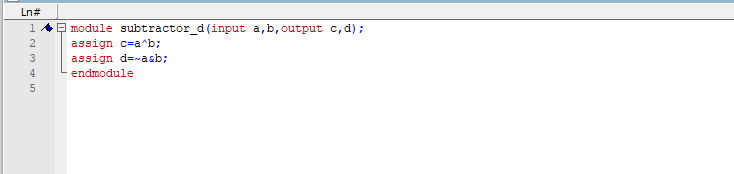 Ln#
1 module subtractor_d(input a,b,output c,d);
2 assign c=a^b;
3 assign d=~a&b;
4 endmodule
5